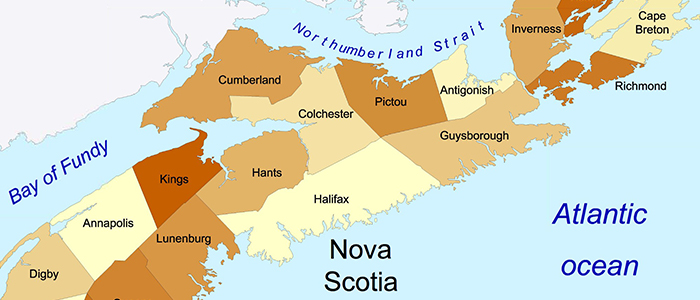 Northumberland Strait
Inverness
Cape
Breton
Cumberland
Richmond
Antigonish
Pictou
Colchester
Guysborough
Bay of Fundy
Kings
Hants
Halifax
Annapolis
Lunenburg
Digby
Nova
Scotia
Atlantic
ocean